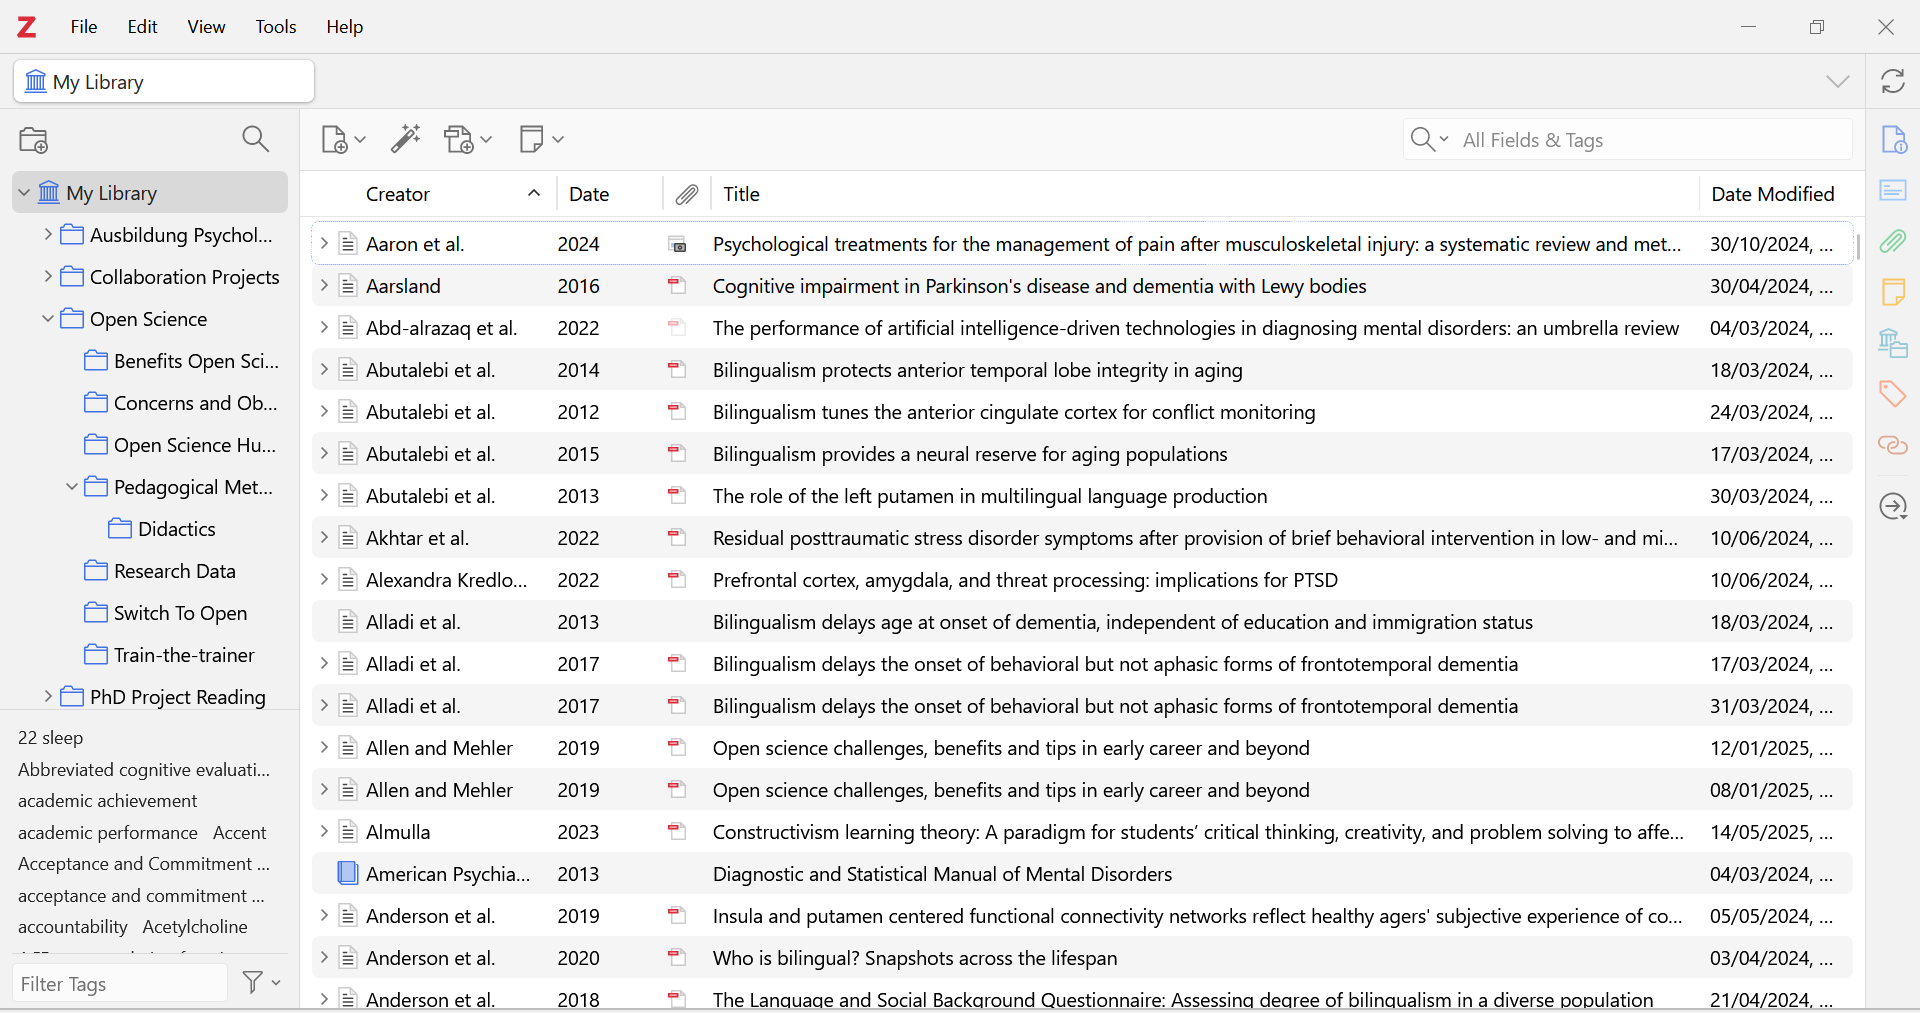 Z File Edit View Tools Help
My Library
All Fields & Tags
My Library
Ausbildung Psychol...
Collaboration Projects
Open Science
Benefits Open Sci...
Concerns and Ob...
Open Science Hu...
Pedagogical Met...
Didactics
Research Data
Switch To Open
Train-the-trainer
PhD Project Reading
22 sleep
Abbreviated cognitive evaluati...
academic achievement
academic performance Accent
Acceptance and Commitment ...
acceptance and commitment ...
accountability Acetylcholine
Filter Tags
Creator Date Title Date Modified
Aaron et al. 2024 Psychological treatments for the management of pain after musculoskeletal injury: a systematic review and met... 30/10/2024, ...
Aarsland 2016 Cognitive impairment in Parkinson's disease and dementia with Lewy bodies 30/04/2024, ...
Abd-alrazaq et al. 2022 The performance of artificial intelligence-driven technologies in diagnosing mental disorders: an umbrella review 04/03/2024, ...
Abutalebi et al. 2014 Bilingualism protects anterior temporal lobe integrity in aging 18/03/2024, ...
Abutalebi et al. 2012 Bilingualism tunes the anterior cingulate cortex for conflict monitoring 24/03/2024, ...
Abutalebi et al. 2015 Bilingualism provides a neural reserve for aging populations 17/03/2024, ...
Abutalebi et al. 2013 The role of the left putamen in multilingual language production 30/03/2024, ...
Akhtar et al. 2022 Residual posttraumatic stress disorder symptoms after provision of brief behavioral intervention in low- and mi... 10/06/2024, ...
Alexandra Kredlo... 2022 Prefrontal cortex, amygdala, and threat processing: implications for PTSD 10/06/2024, ...
Alladi et al. 2013 Bilingualism delays age at onset of dementia, independent of education and immigration status 18/03/2024, ...
Alladi et al. 2017 Bilingualism delays the onset of behavioral but not aphasic forms of frontotemporal dementia 17/03/2024, ...
Alladi et al. 2017 Bilingualism delays the onset of behavioral but not aphasic forms of frontotemporal dementia 31/03/2024, ...
Allen and Mehler 2019 Open science challenges, benefits and tips in early career and beyond 12/01/2025, ...
Allen and Mehler 2019 Open science challenges, benefits and tips in early career and beyond 08/01/2025, ...
Almulla 2023 Constructivism learning theory: A paradigm for students’ critical thinking, creativity, and problem solving to affe... 14/05/2025, ...
American Psychia... 2013 Diagnostic and Statistical Manual of Mental Disorders 04/03/2024, ...
Anderson et al. 2019 Insula and putamen centered functional connectivity networks reflect healthy agers' subjective experience of co... 05/05/2024, ...
Anderson et al. 2020 Who is bilingual? Snapshots across the lifespan 03/04/2024, ...
Anderson et al. 2018 The Language and Social Background Questionnaire: Assessing degree of bilingualism in a diverse population 21/04/2024, ...